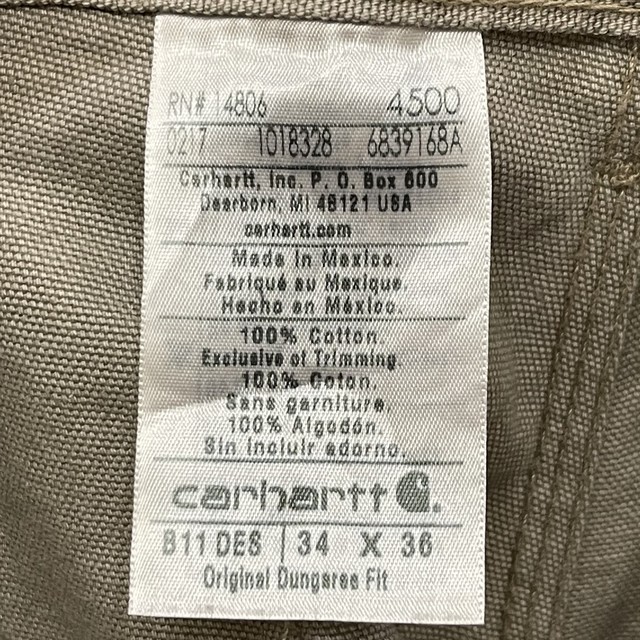 RN# 14806 4500
0217 1018328 6839168A
Carhartt, Inc. P. O. Box 600
Dearborn, MI 48121 USA
carhartt.com
Made in Mexico.
Fabriqué au Mexique.
Hecho en México.
100% Cotton.
Exclusive of Trimming.
100% Coton.
Sans garniture.
100% Algodón.
Sin incluir adorno.
carhartt
B11 DES 34 X 36
Original Dungaree Fit